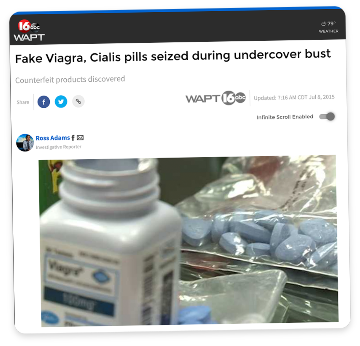 16 abc
WAPT
79°
WEATHER
Fake Viagra, Cialis pills seized during undercover bust
Counterfeit products discovered
Share
WAPT 16 abc
Updated: 7:16 AM CDT Jul 8, 2015
Infinite Scroll Enabled
Ross Adams
Investigative Reporter
Viagra
100mg